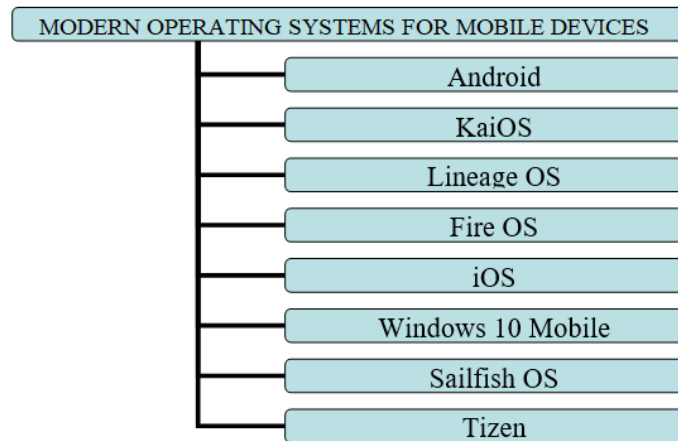 MODERN OPERATING SYSTEMS FOR MOBILE DEVICES
Android
KaiOS
Lineage OS
Fire OS
iOS
Windows 10 Mobile
Sailfish OS
Tizen